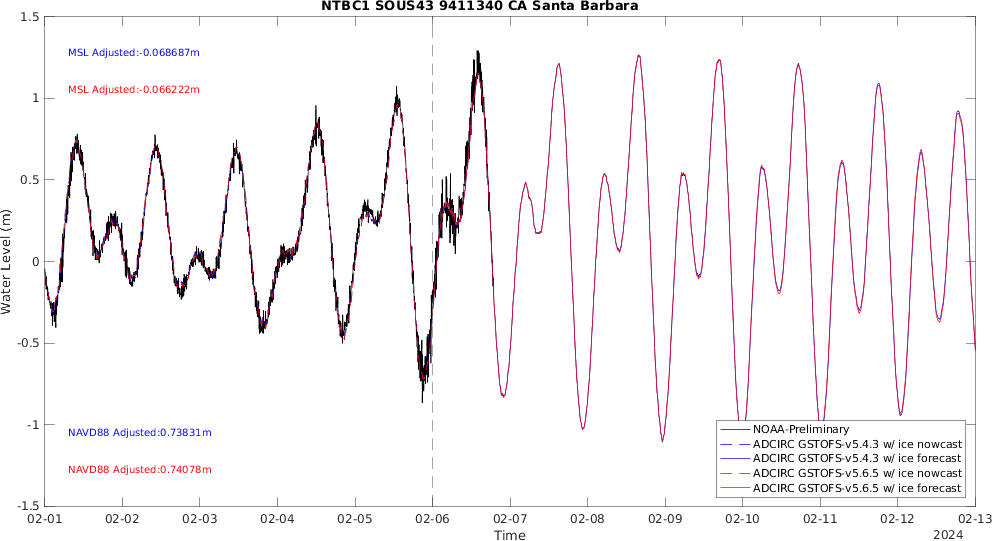 NTBC1 SOUS43 9411340 CA Santa Barbara
1.5
1
0.5
0
-0.5
-1
-1.5
Water Level (m)
MSL Adjusted:-0.068687m
MSL Adjusted:-0.066222m
NAVD88 Adjusted:0.73831m
NAVD88 Adjusted:0.74078m
NOAA-Preliminary
ADCIRC GSTOFS-v5.4.3 w/ ice nowcast
ADCIRC GSTOFS-v5.4.3 w/ ice forecast
ADCIRC GSTOFS-v5.6.5 w/ ice nowcast
ADCIRC GSTOFS-v5.6.5 w/ ice forecast
02-01 02-02 02-03 02-04 02-05 02-06 02-07 02-08 02-09 02-10 02-11 02-12 02-13
Time
2024